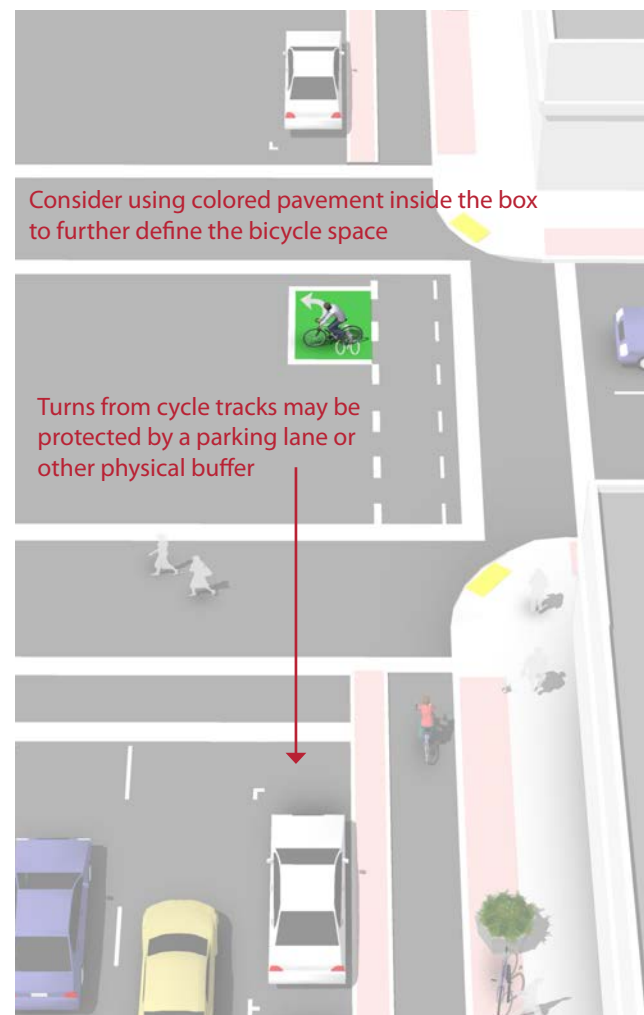 Consider using colored pavement inside the box
to further define the bicycle space
Turns from cycle tracks may be
protected by a parking lane or
other physical buffer